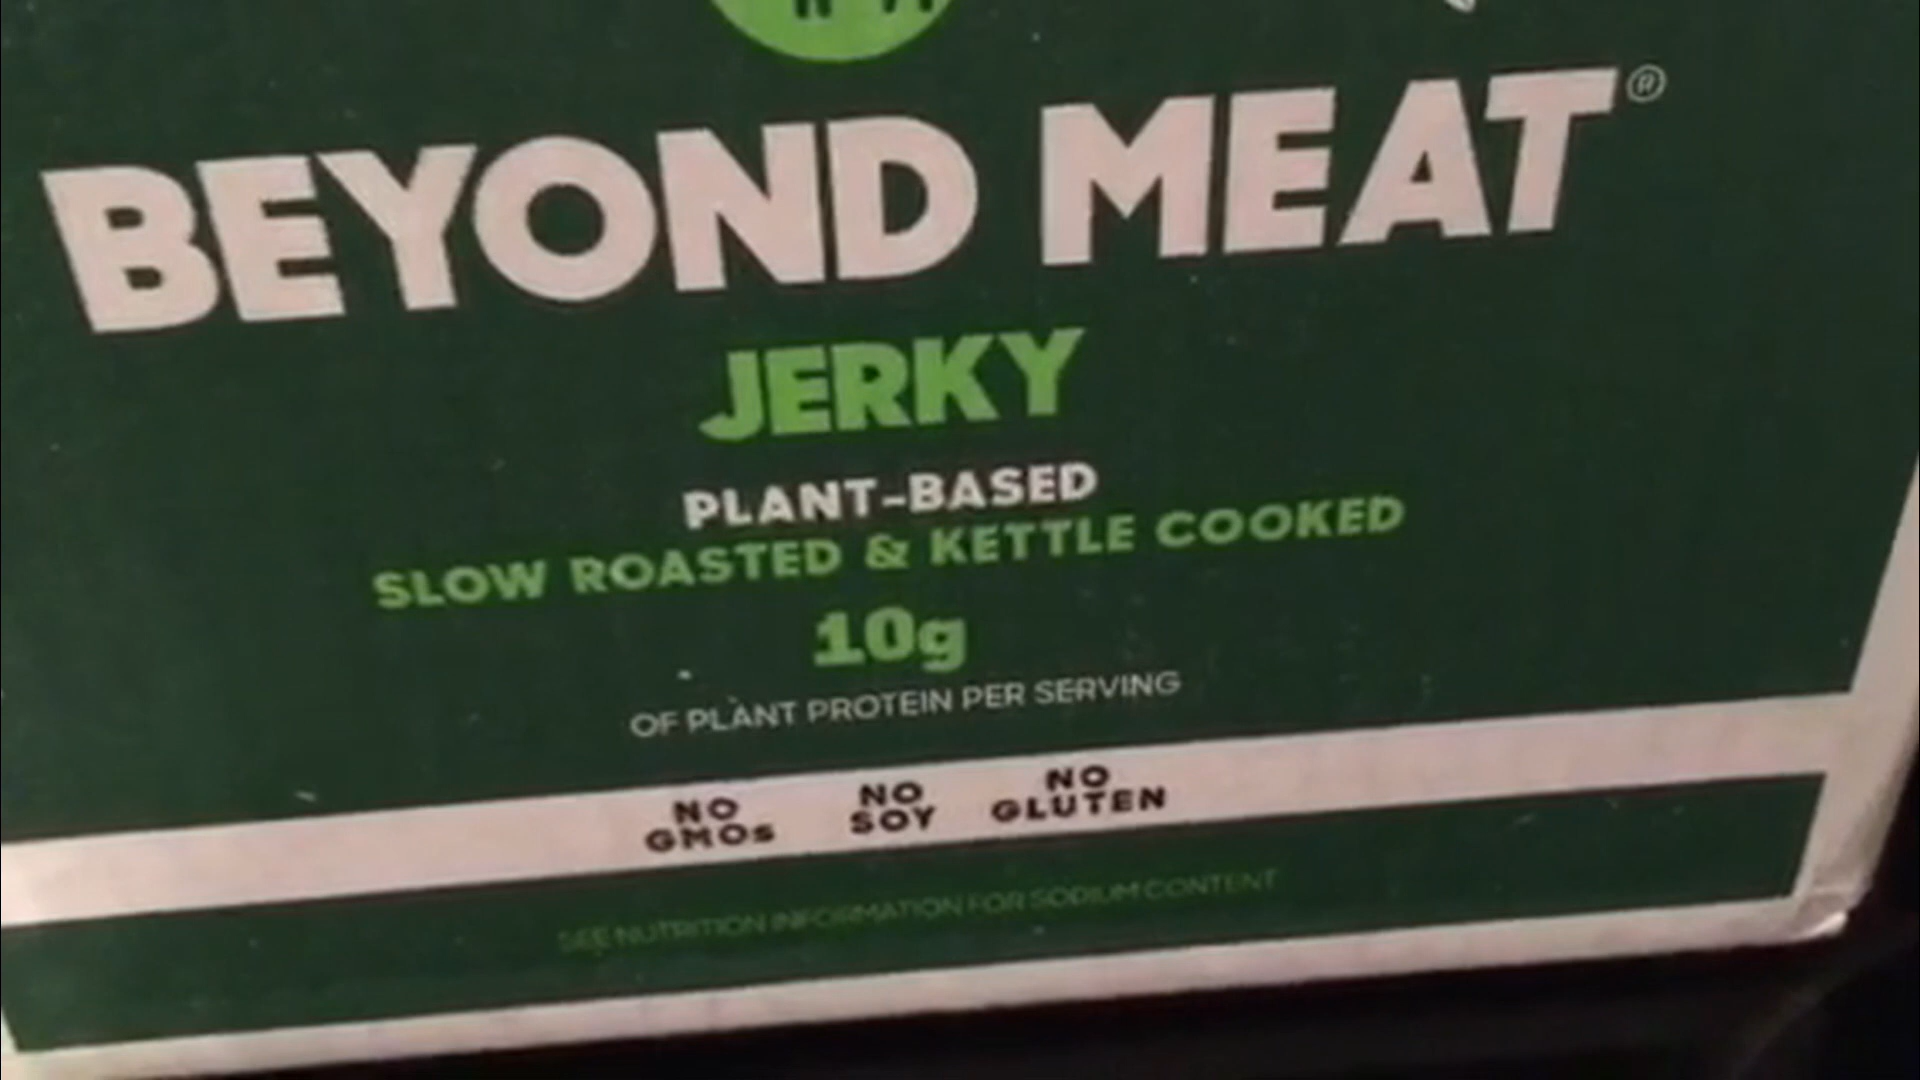 BEYOND MEAT®
JERKY
PLANT-BASED
SLOW ROASTED & KETTLE COOKED
10g
OF PLANT PROTEIN PER SERVING
NO GMOs
NO SOY
NO GLUTEN
SEE NUTRITION INFORMATION FOR SODIUM CONTENT